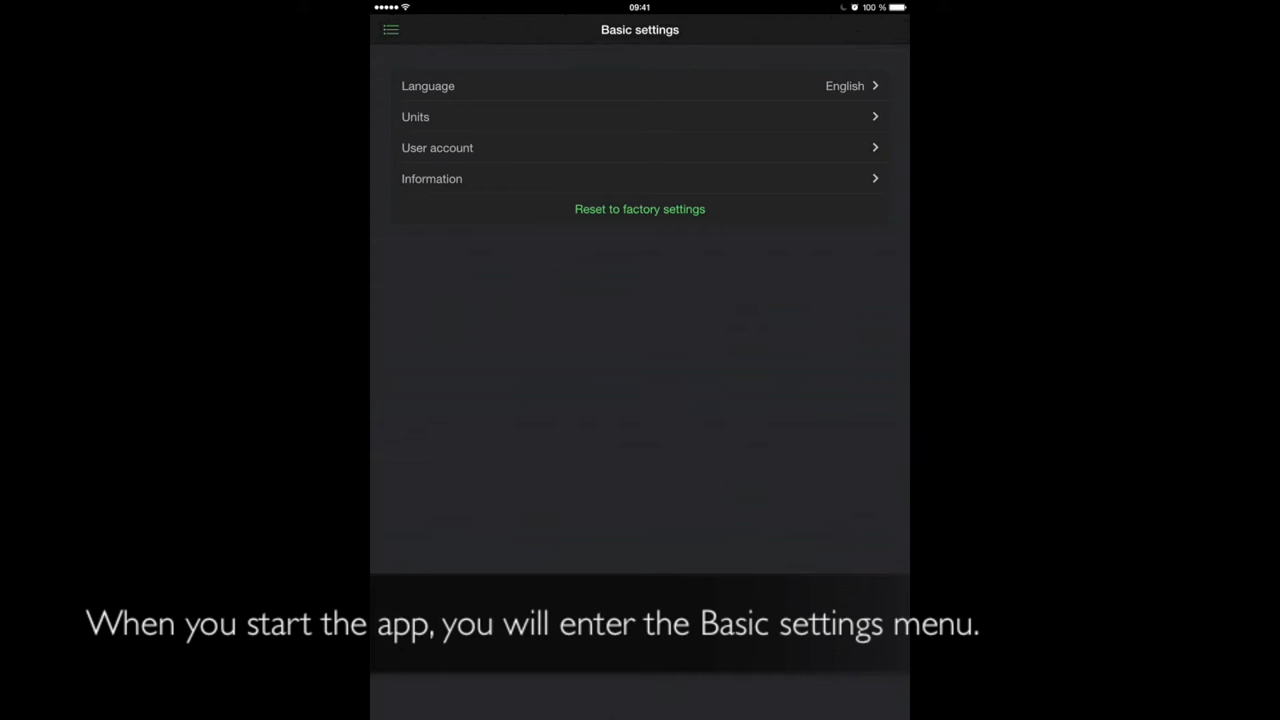 09:41
100 %
Basic settings
Language
English
Units
User account
Information
Reset to factory settings
When you start the app, you will enter the Basic settings menu.